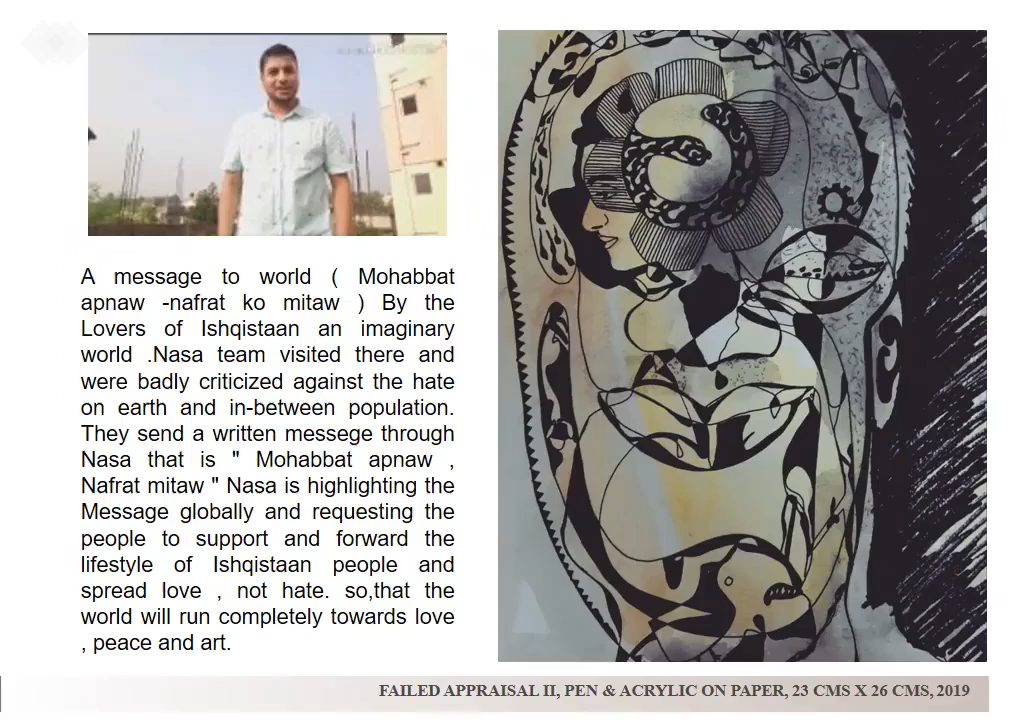 A message to world ( Mohabbat
apnaw -nafrat ko mitaw ) By the
Lovers of Ishqistaan an imaginary
world .Nasa team visited there and
were badly criticized against the hate
on earth and in-between population.
They send a written messege through
Nasa that is " Mohabbat apnaw ,
Nafrat mitaw " Nasa is highlighting the
Message globally and requesting the
people to support and forward the
lifestyle of Ishqistaan people and
spread love , not hate. so,that the
world will run completely towards love
, peace and art.
FAILED APPRAISAL II, PEN & ACRYLIC ON PAPER, 23 CMS X 26 CMS, 2019